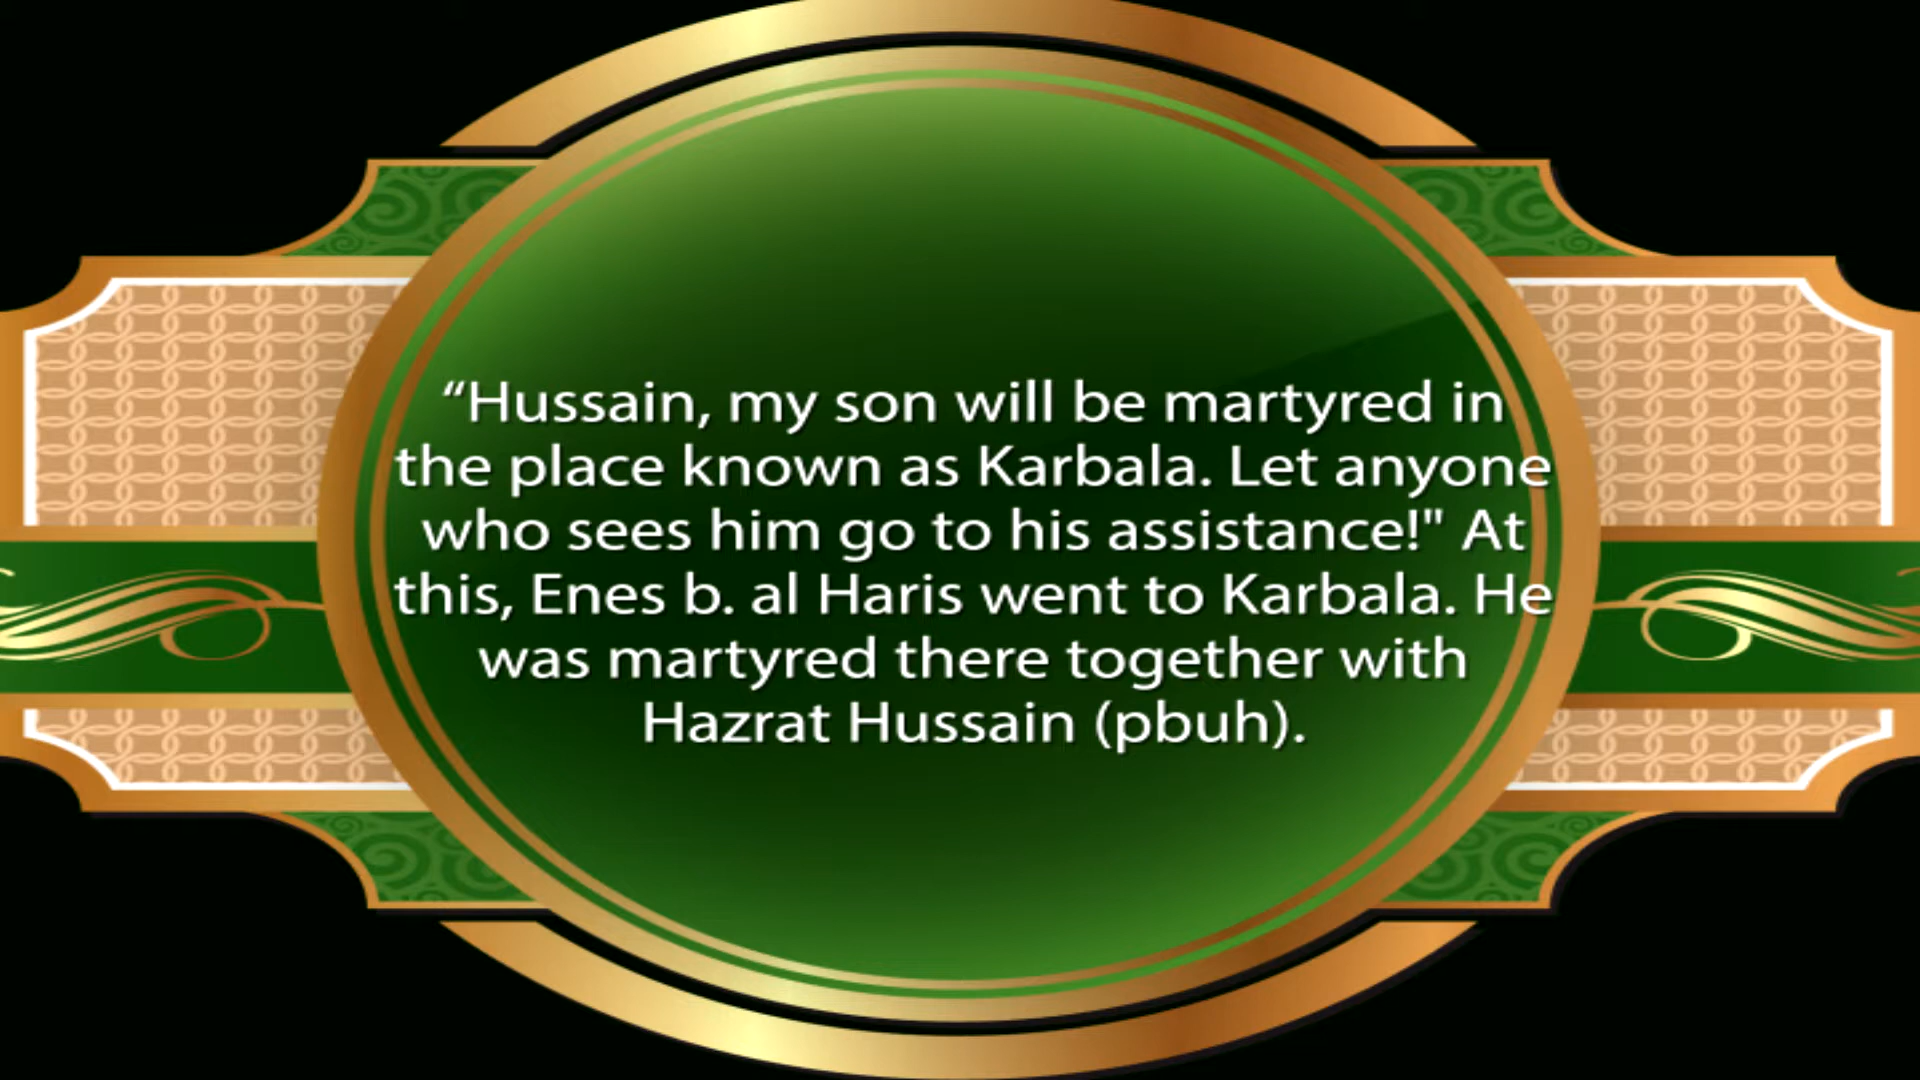 “Hussain, my son will be martyred in
the place known as Karbala. Let anyone
who sees him go to his assistance!" At
this, Enes b. al Haris went to Karbala. He
was martyred there together with
Hazrat Hussain (pbuh).